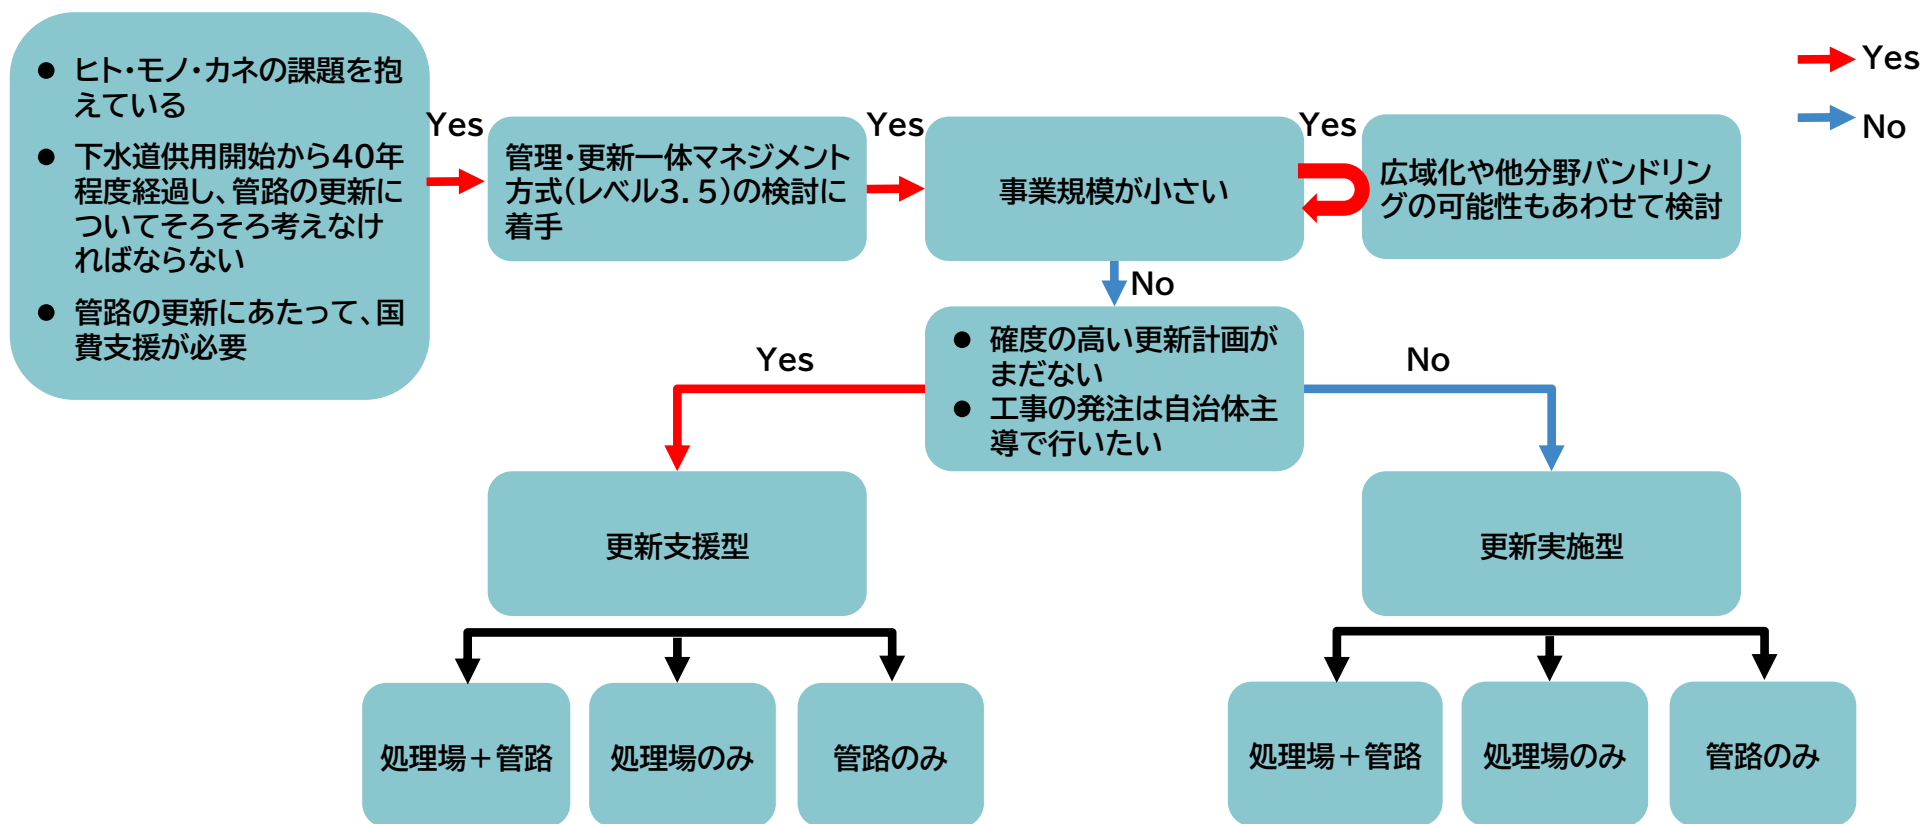 ● ヒト・モノ・カネの課題を抱
えている
● 下水道供用開始から40年
程度経過し、管路の更新に
ついてそろそろ考えなけ
ればならない
● 管路の更新にあたって、国
費支援が必要
Yes
管理・更新一体マネジメント
方式(レベル3.5)の検討に
着手
Yes
事業規模が小さい
Yes
広域化や他分野バンドリン
グの可能性もあわせて検討
Yes
No
No
● 確度の高い更新計画が
まだない
● 工事の発注は自治体主
導で行いたい
Yes
No
更新支援型
更新実施型
処理場+管路
処理場のみ
管路のみ
処理場+管路
処理場のみ
管路のみ